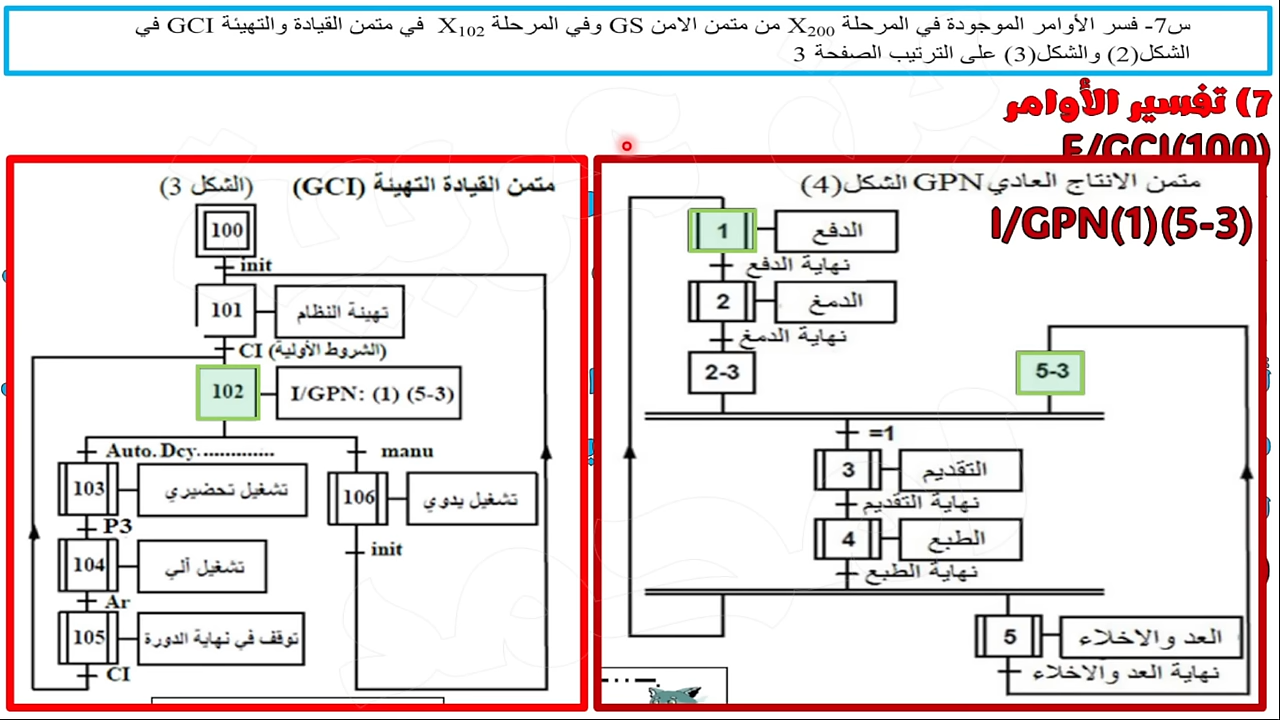 س7- فسر الأوامر الموجودة في المرحلة X200 من متمن الامن GS وفي المرحلة X102 في متمن القيادة والتهيئة GCI في
الشكل(2) والشكل(3) على الترتيب الصفحة 3
7) تفسير الأوامر
F/GCI(100)
متمن الانتاج العادي GPN الشكل(4)
I/GPN(1)(5-3)
1
الدفع
نهاية الدفع
2
الدمغ
نهاية الدمغ
2-3
5-3
=1
3
التقديم
نهاية التقديم
4
الطبع
نهاية الطبع
5
العد والاخلاء
نهاية العد والاخلاء
متمن القيادة التهيئة (GCI) (الشكل 3)
100
init
101
تهيئة النظام
CI (الشروط الأولية)
102
I/GPN: (1) (5-3)
Auto. Dcy.............
manu
103
تشغيل تحضيري
106
تشغيل يدوي
P3
init
104
تشغيل ألي
Ar
105
توقف في نهاية الدورة
CI